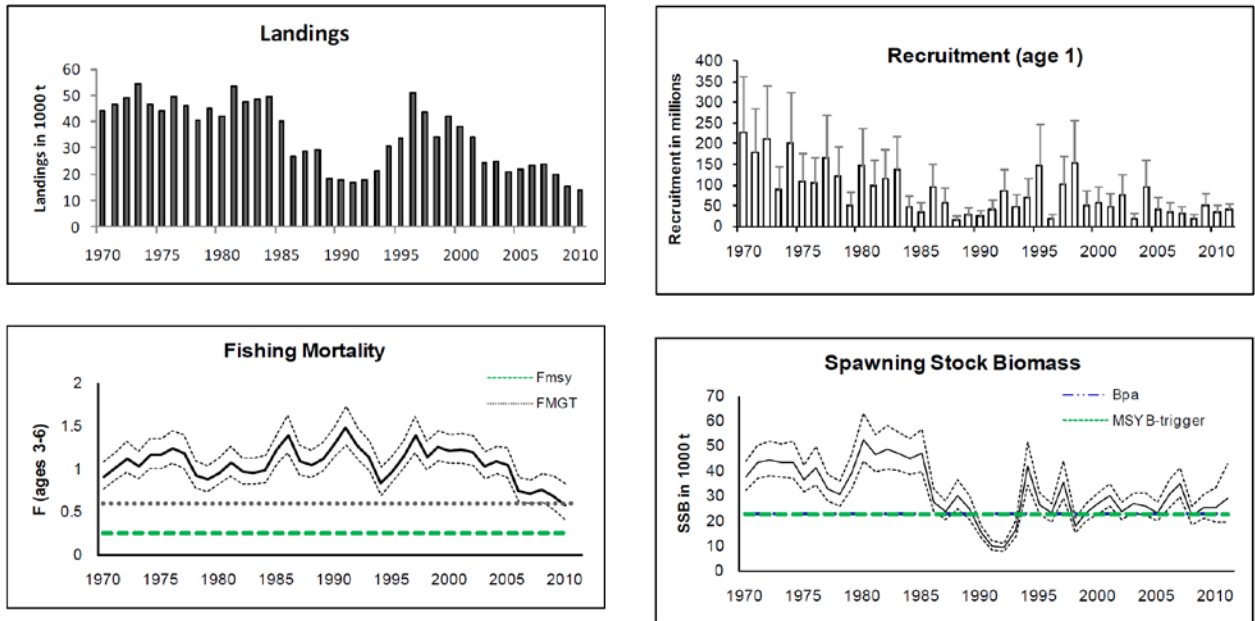 Landings
Landings in 1000 t
60
50
40
30
20
10
0
1970 1975 1980 1985 1990 1995 2000 2005 2010
Recruitment (age 1)
Recruitment in millions
400
350
300
250
200
150
100
50
0
1970 1975 1980 1985 1990 1995 2000 2005 2010
Fishing Mortality
Fmsy
FMGT
F (ages 3-6)
2
1.5
1
0.5
0
1970 1975 1980 1985 1990 1995 2000 2005 2010
Spawning Stock Biomass
Bpa
MSYB-trigger
SSB in 1000 t
70
60
50
40
30
20
10
0
1970 1975 1980 1985 1990 1995 2000 2005 2010